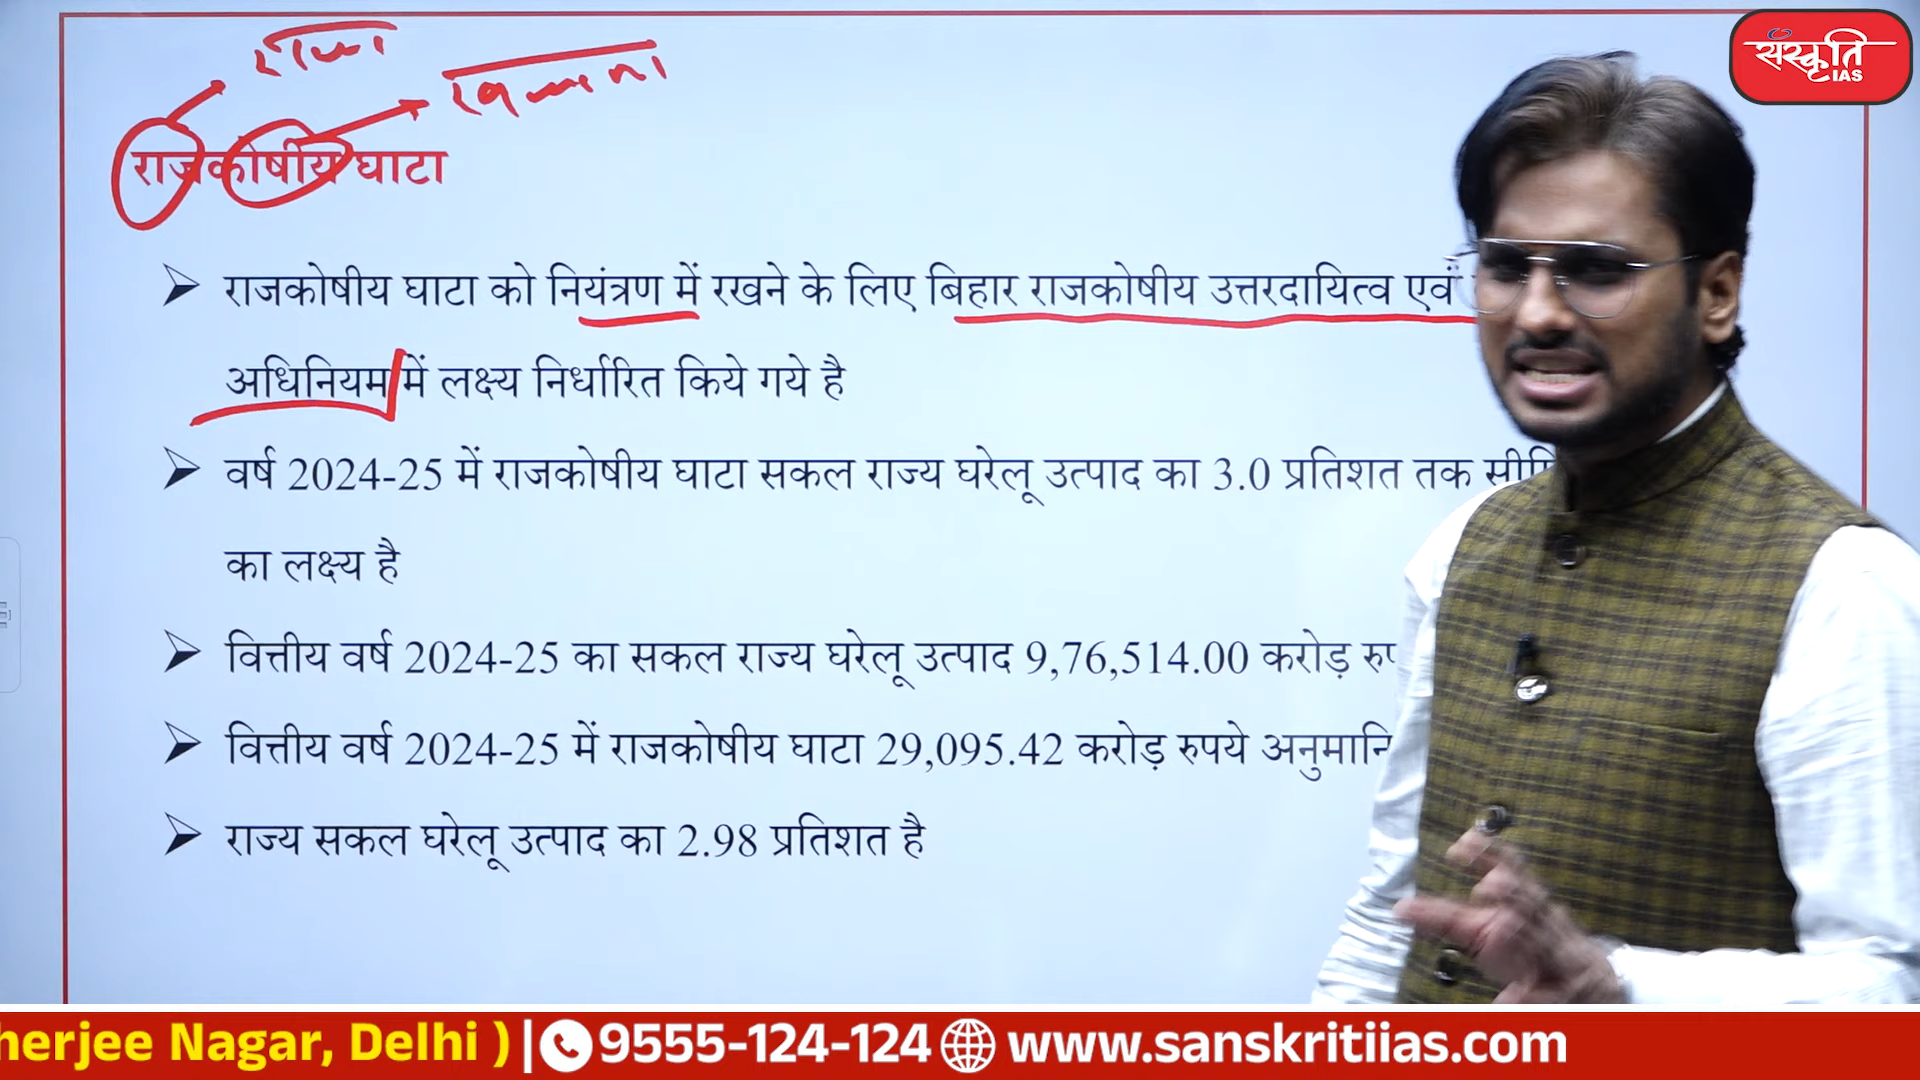 संस्कृति
IAS
राजा
खजाना
राजकोषीय घाटा
राजकोषीय घाटा को नियंत्रण में रखने के लिए बिहार राजकोषीय उत्तरदायित्व एवं
अधिनियम में लक्ष्य निर्धारित किये गये है
वर्ष 2024-25 में राजकोषीय घाटा सकल राज्य घरेलू उत्पाद का 3.0 प्रतिशत तक
का लक्ष्य है
वित्तीय वर्ष 2024-25 का सकल राज्य घरेलू उत्पाद 9,76,514.00 करोड़
वित्तीय वर्ष 2024-25 में राजकोषीय घाटा 29,095.42 करोड़ रुपये
राज्य सकल घरेलू उत्पाद का 2.98 प्रतिशत है
herjee Nagar, Delhi ) | 9555-124-124 www.sanskritiias.com